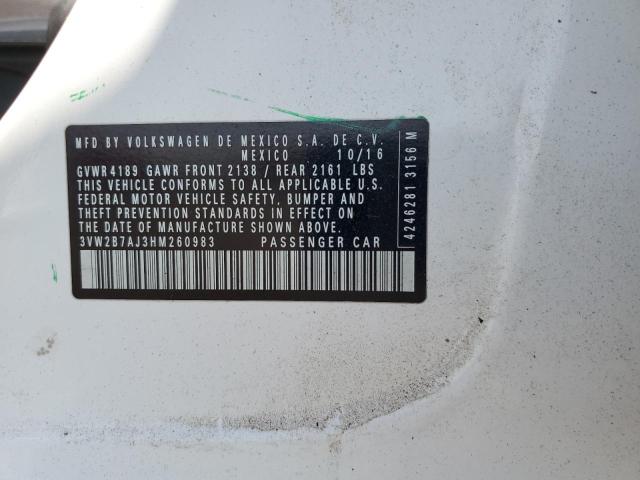 MFD BY VOLKSWAGEN DE MEXICO S.A. DE C.V.
MEXICO 10/16
GVWR 4189 GAWR FRONT 2138 / REAR 2161 LBS
THIS VEHICLE CONFORMS TO ALL APPLICABLE U.S.
FEDERAL MOTOR VEHICLE SAFETY, BUMPER AND
THEFT PREVENTION STANDARDS IN EFFECT ON THE
DATE OF MANUFACTURE SHOWN ABOVE.
3VW2B7AJ3HM260983 PASSENGER CAR
4246281 3156 M